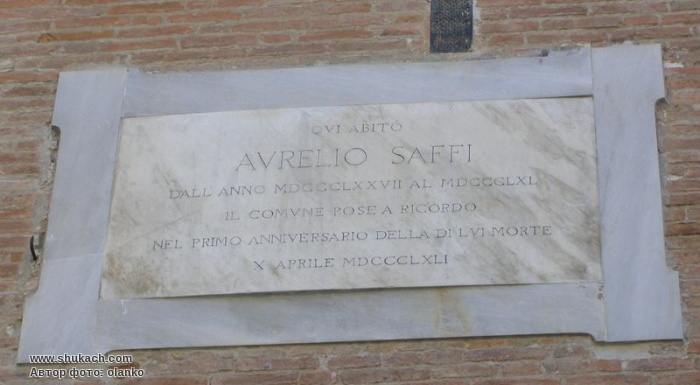 QVI ABITÒ
AVRELIO SAFFI
DALL'ANNO MDCCCLXXVII AL MDCCCLXL
IL COMVNE POSE A RICORDO
NEL PRIMO ANNIVERSARIO DELLA DI LVI MORTE
X APRILE MDCCCLXLI
www.shukach.com
Автор фото: olanko